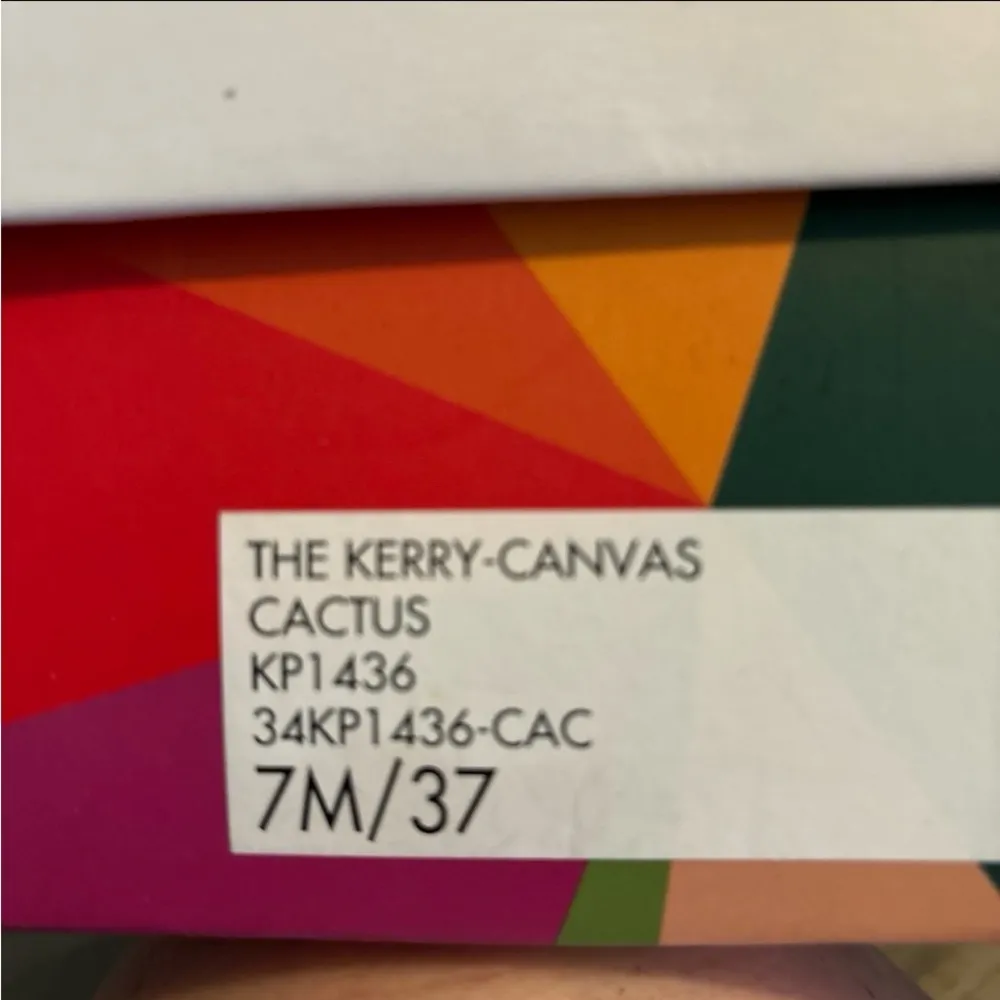 THE KERRY-CANVAS
CACTUS
KP1436
34KP1436-CAC
7M/37